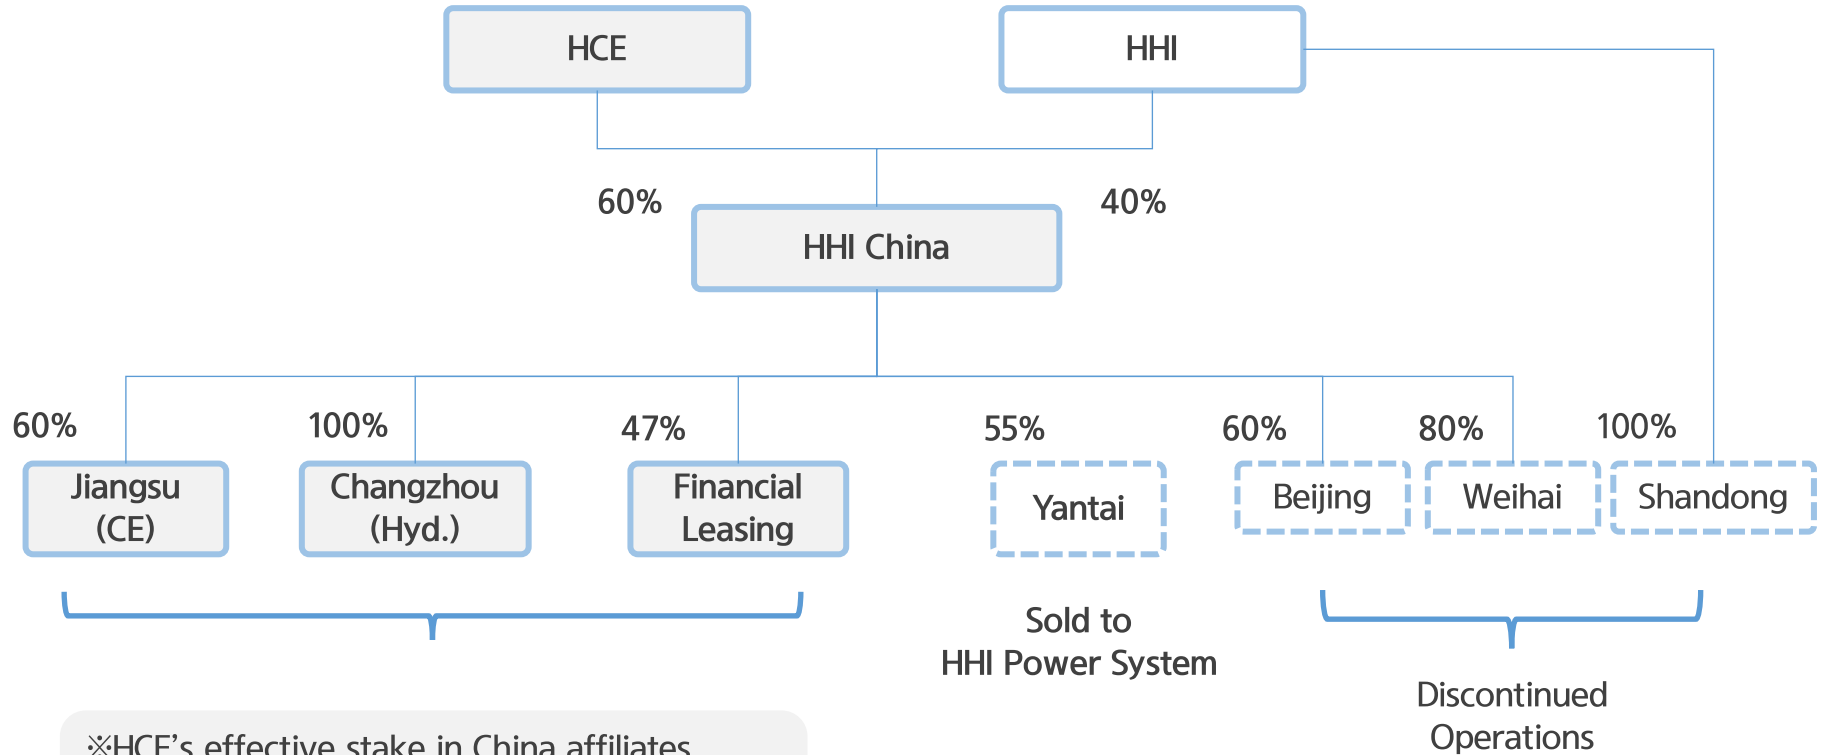 HCE
HHI
60%
40%
HHI China
60%
100%
47%
55%
60%
80%
100%
Jiangsu
(CE)
Changzhou
(Hyd.)
Financial
Leasing
Yantai
Beijing
Weihai
Shandong
Sold to
HHI Power System
Discontinued
Operations
※HCE's effective stake in China affiliates